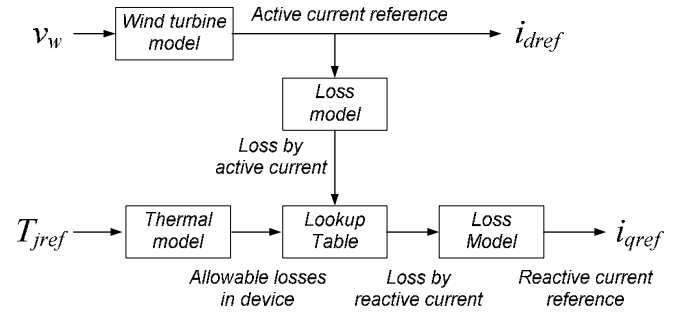 Active current reference
v_w
Wind turbine
model
i_dref
Loss
model
Loss by
active current
T_jref
Thermal
model
Lookup
Table
Loss
Model
i_qref
Allowable losses
in device
Loss by
reactive current
Reactive current
reference